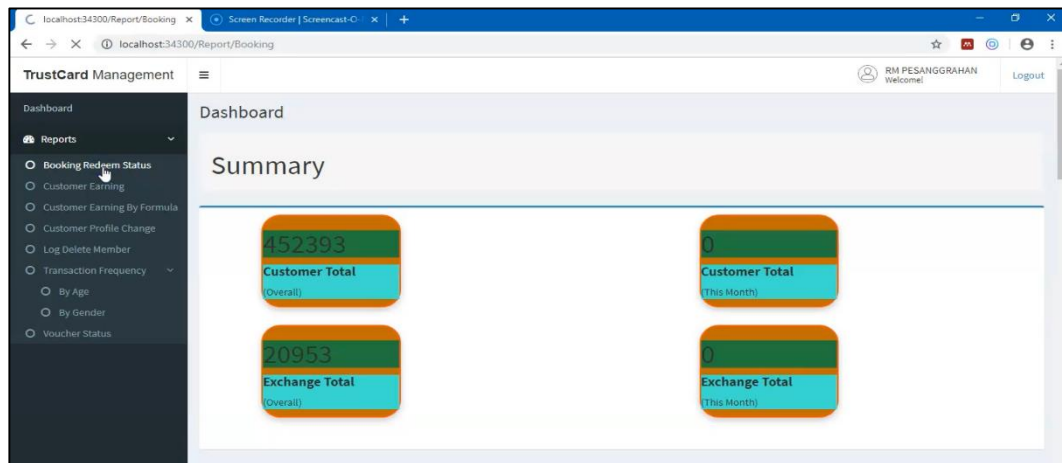 localhost:34300/Report/Booking
Screen Recorder | Screencast-O-
localhost:34300/Report/Booking
TrustCard Management
RM PESANGGRAHAN
Welcome!
Logout
Dashboard
Reports
Booking Redeem Status
Customer Earning
Customer Earning By Formula
Customer Profile Change
Log Delete Member
Transaction Frequency
By Age
By Gender
Voucher Status
Dashboard
Summary
452393
Customer Total
(Overall)
0
Customer Total
(This Month)
20953
Exchange Total
(Overall)
0
Exchange Total
(This Month)